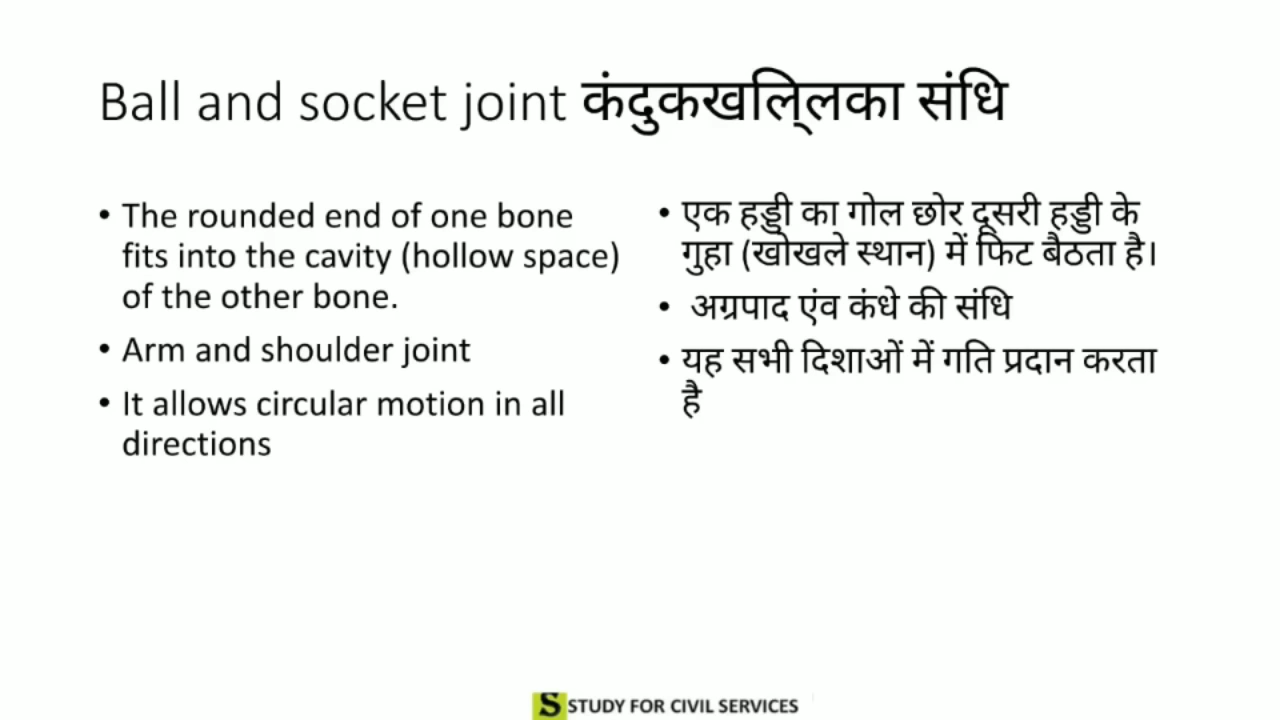 Ball and socket joint कंदुकखल्लिका संधि
• The rounded end of one bone
fits into the cavity (hollow space)
of the other bone.
• Arm and shoulder joint
• It allows circular motion in all
directions
• एक हड्डी का गोल छोर दूसरी हड्डी के
गुहा (खोखले स्थान) में फिट बैठता है।
• अग्रपाद एंव कंधे की संधि
• यह सभी दिशाओं में गति प्रदान करता
है
S STUDY FOR CIVIL SERVICES